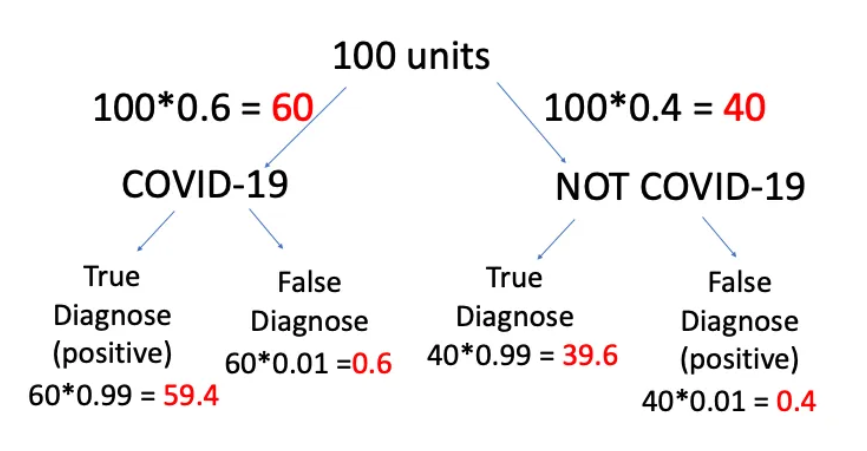 100 units
100*0.6 = 60
100*0.4 = 40
COVID-19
NOT COVID-19
True
Diagnose
(positive)
60*0.99 = 59.4
False
Diagnose
60*0.01 =0.6
True
Diagnose
40*0.99 = 39.6
False
Diagnose
(positive)
40*0.01 = 0.4